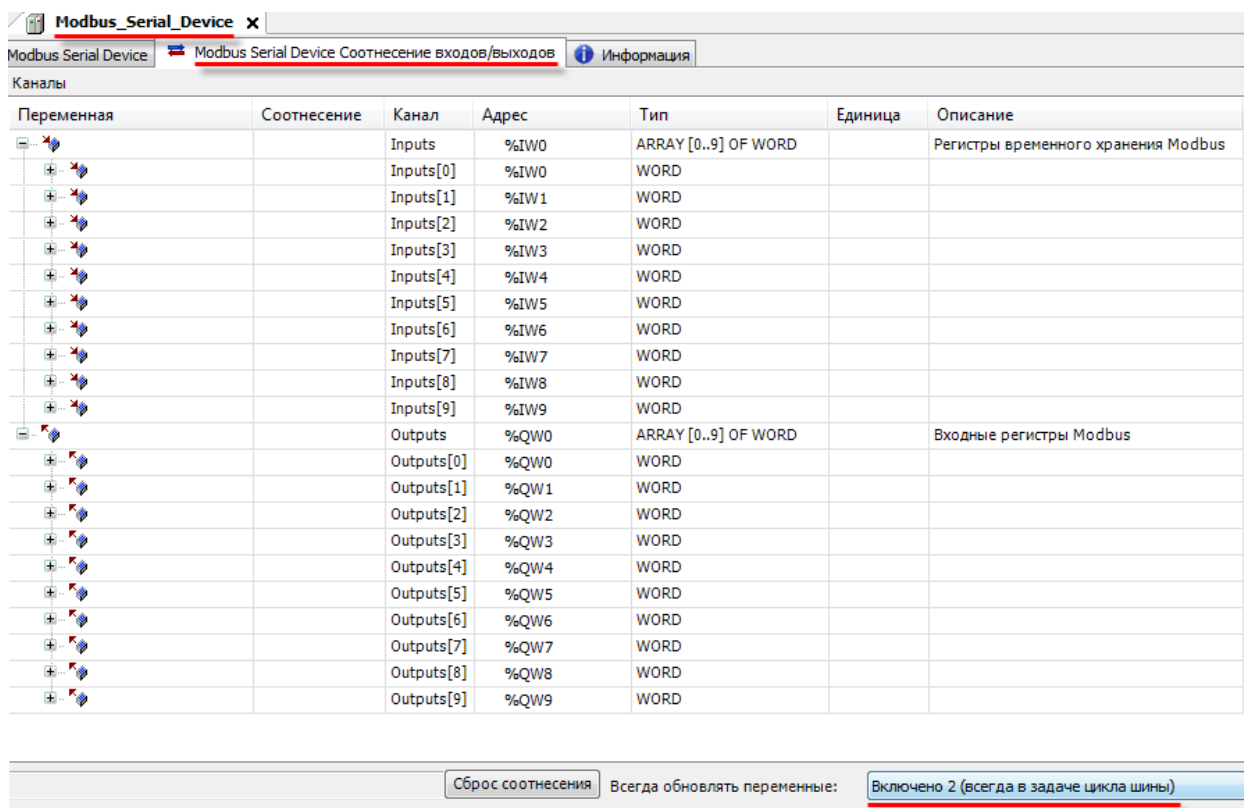 Modbus_Serial_Device x
Modbus Serial Device Modbus Serial Device Соотнесение входов/выходов Информация
Каналы
Переменная Соотнесение Канал Адрес Тип Единица Описание
Inputs %IW0 ARRAY [0..9] OF WORD Регистры временного хранения Modbus
Inputs[0] %IW0 WORD
Inputs[1] %IW1 WORD
Inputs[2] %IW2 WORD
Inputs[3] %IW3 WORD
Inputs[4] %IW4 WORD
Inputs[5] %IW5 WORD
Inputs[6] %IW6 WORD
Inputs[7] %IW7 WORD
Inputs[8] %IW8 WORD
Inputs[9] %IW9 WORD
Outputs %QW0 ARRAY [0..9] OF WORD Входные регистры Modbus
Outputs[0] %QW0 WORD
Outputs[1] %QW1 WORD
Outputs[2] %QW2 WORD
Outputs[3] %QW3 WORD
Outputs[4] %QW4 WORD
Outputs[5] %QW5 WORD
Outputs[6] %QW6 WORD
Outputs[7] %QW7 WORD
Outputs[8] %QW8 WORD
Outputs[9] %QW9 WORD
Сброс соотнесения Всегда обновлять переменные: Включено 2 (всегда в задаче цикла шины)